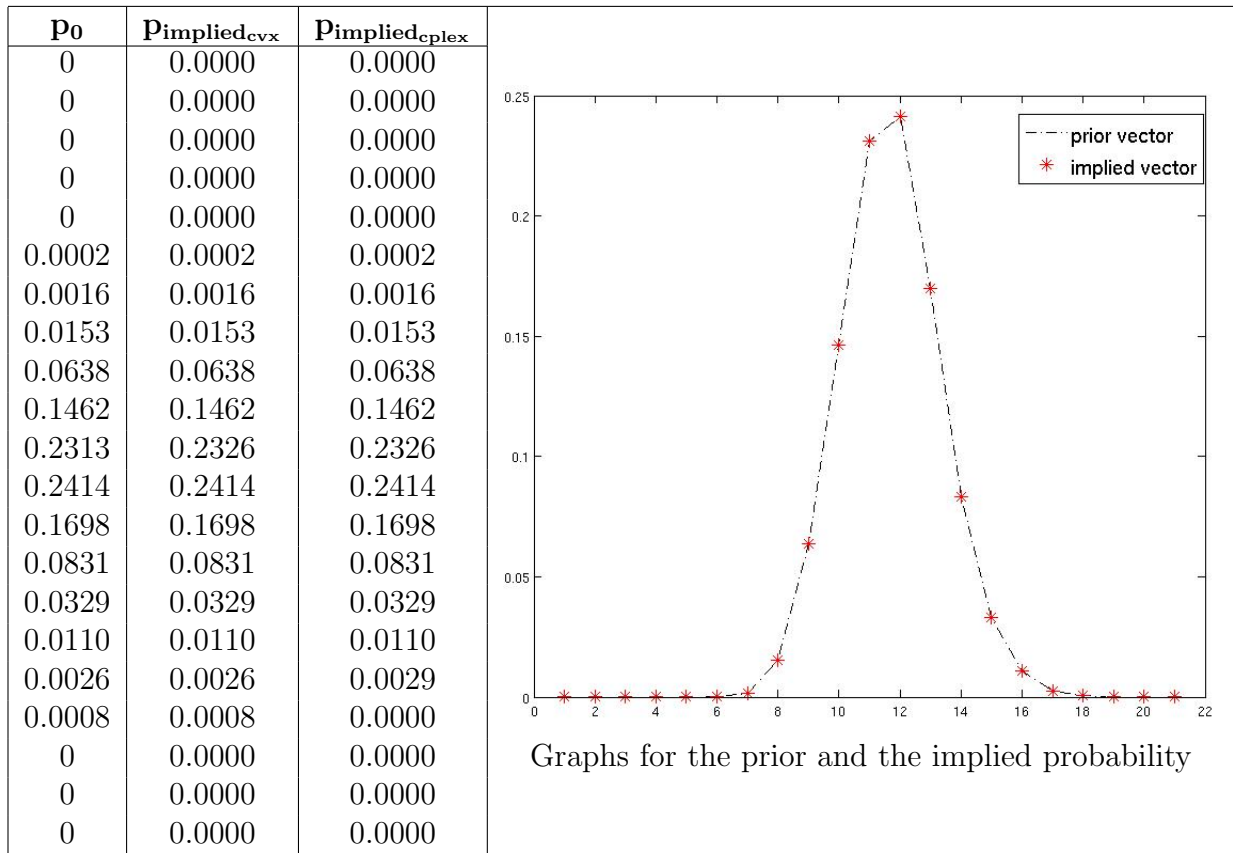 p0 pimpliedcvx pimpliedcplex
0 0.0000 0.0000
0 0.0000 0.0000
0 0.0000 0.0000
0 0.0000 0.0000
0 0.0000 0.0000
0.0002 0.0002 0.0002
0.0016 0.0016 0.0016
0.0153 0.0153 0.0153
0.0638 0.0638 0.0638
0.1462 0.1462 0.1462
0.2313 0.2326 0.2326
0.2414 0.2414 0.2414
0.1698 0.1698 0.1698
0.0831 0.0831 0.0831
0.0329 0.0329 0.0329
0.0110 0.0110 0.0110
0.0026 0.0026 0.0029
0.0008 0.0008 0.0000
0 0.0000 0.0000
0 0.0000 0.0000
0 0.0000 0.0000
0.25
0.2
0.15
0.1
0.05
0
0 2 4 6 8 10 12 14 16 18 20 22
prior vector
implied vector
Graphs for the prior and the implied probability